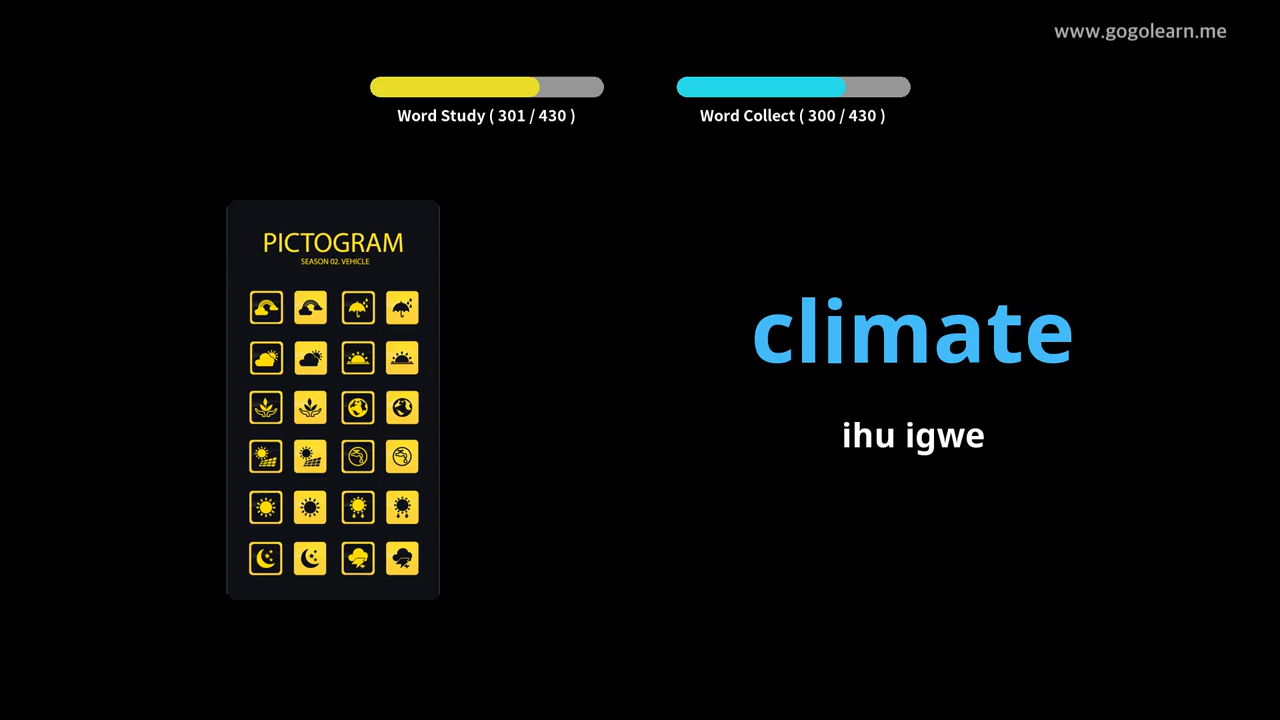 www.gogolearn.me
Word Study ( 301 / 430 )
Word Collect ( 300 / 430 )
PICTOGRAM
SEASON 02. VEHICLE
climate
ihu igwe